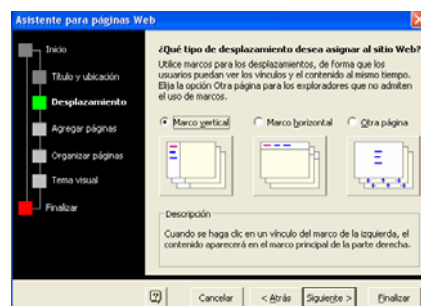 Asistente para páginas Web
Inicio
Título y ubicación
Desplazamiento
Agregar páginas
Organizar páginas
Tema visual
Finalizar
¿Qué tipo de desplazamiento desea asignar al sitio Web?
Utilice marcos para los desplazamientos, de forma que los
usuarios puedan ver los vínculos y el contenido al mismo tiempo.
Elija la opción Otra página para los exploradores que no admiten
el uso de marcos.
Marco vertical
Marco horizontal
Otra página
Descripción
Cuando se haga clic en un vínculo del marco de la izquierda, el
contenido aparecerá en el marco principal de la parte derecha.
Cancelar
< Atrás
Siguiente >
Finalizar